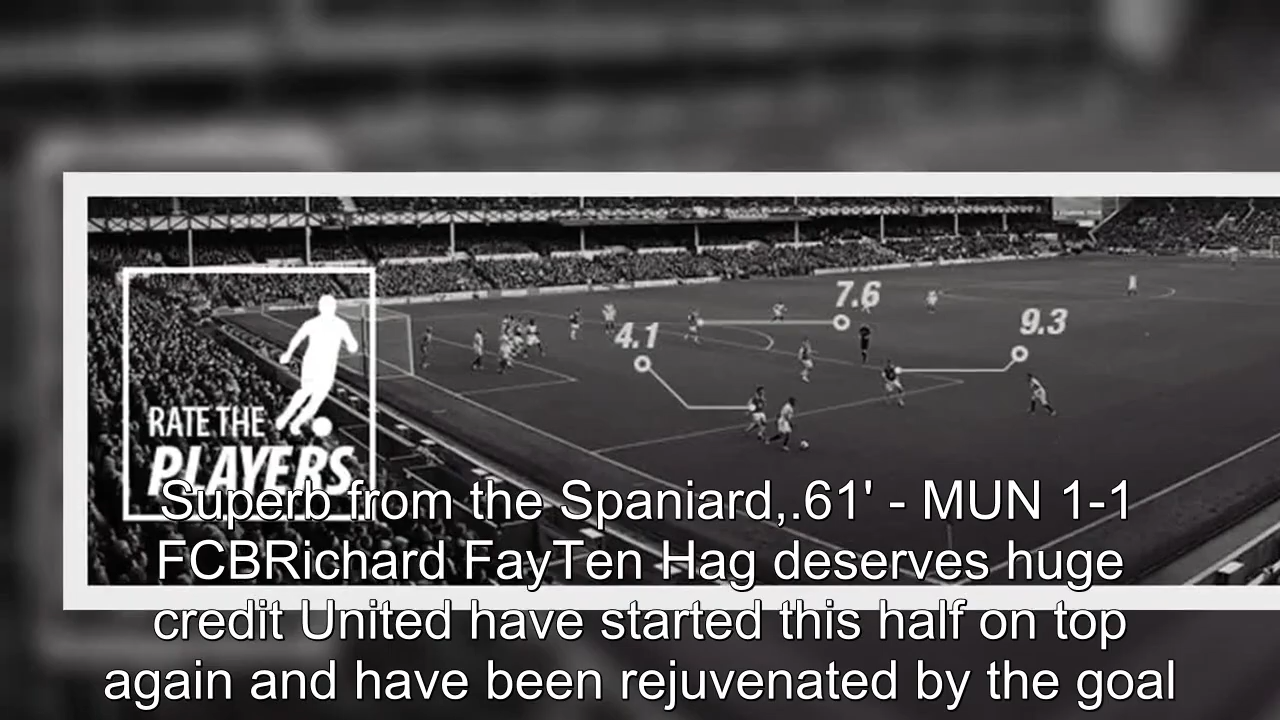 7.6
9.3
4.1
RATE THE
PLAYERS
Superb from the Spaniard,.61' - MUN 1-1
FCBRichard FayTen Hag deserves huge
credit United have started this half on top
again and have been rejuvenated by the goal